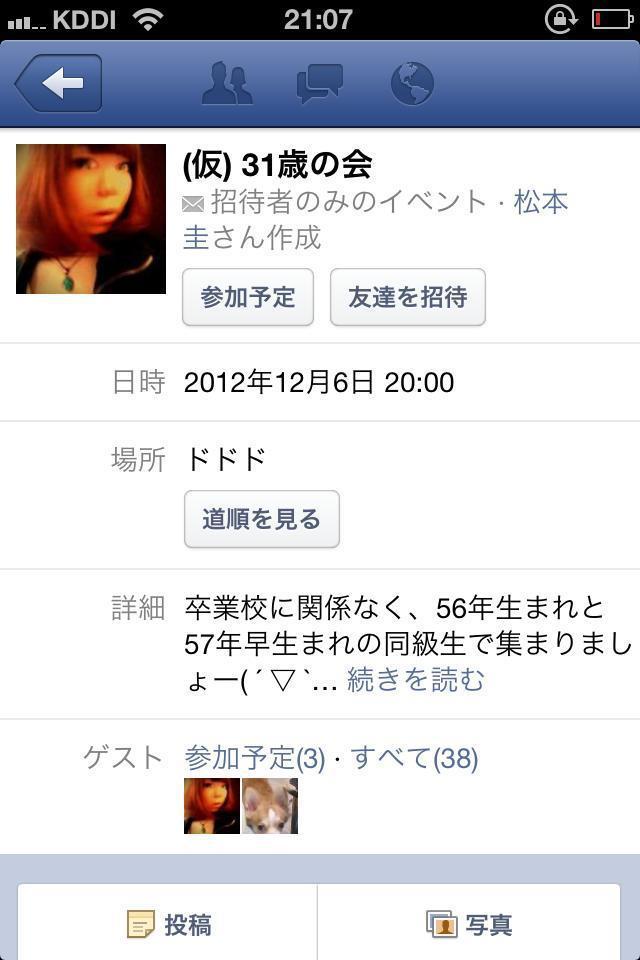 KDDI 21:07
(仮) 31歳の会
招待者のみのイベント · 松本
圭さん作成
参加予定 友達を招待
日時 2012年12月6日 20:00
場所 ドドド
道順を見る
詳細 卒業校に関係なく、56年生まれと
57年早生まれの同級生で集まりまし
ょー(´▽`... 続きを読む
ゲスト 参加予定(3) · すべて(38)
投稿 写真